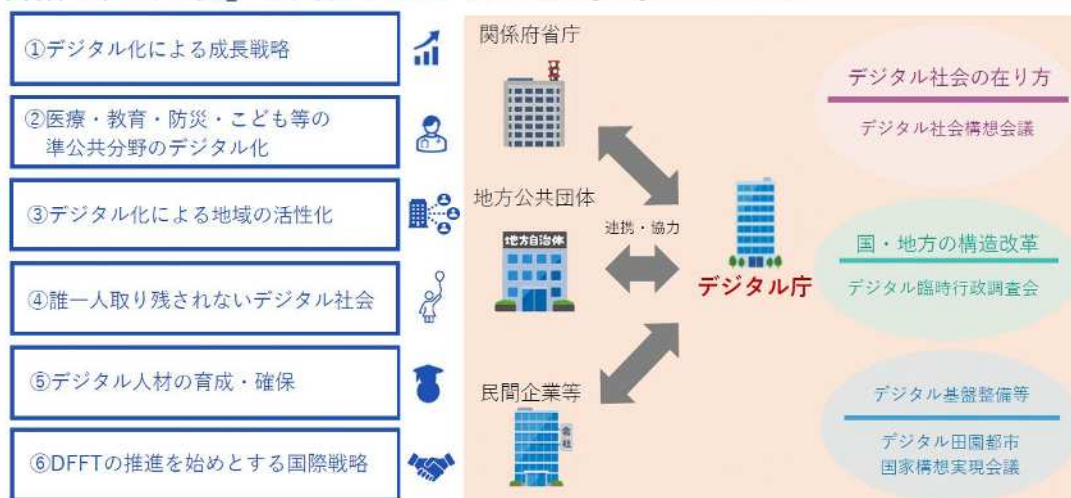 ①デジタル化による成長戦略
②医療・教育・防災・こども等の
準公共分野のデジタル化
③デジタル化による地域の活性化
④誰一人取り残されないデジタル社会
⑤デジタル人材の育成・確保
⑥DFFTの推進を始めとする国際戦略
関係府省庁
地方公共団体
地方自治体
連携・協力
デジタル庁
民間企業等
会社
デジタル社会の在り方
デジタル社会構想会議
国・地方の構造改革
デジタル臨時行政調査会
デジタル基盤整備等
デジタル田園都市
国家構想実現会議